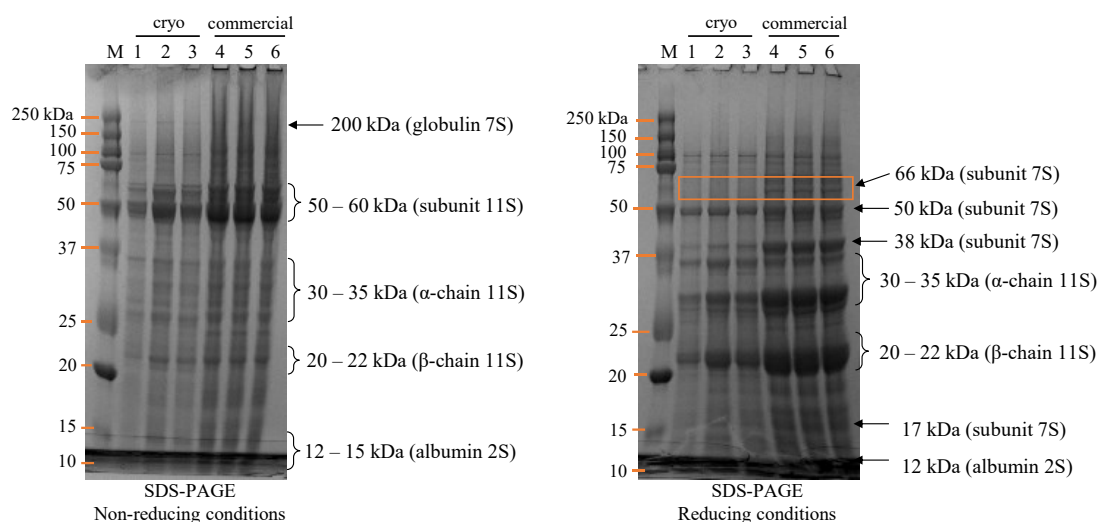 cryo commercial
M 1 2 3 4 5 6
250 kDa
150
100
75
50
37
25
20
15
10
200 kDa (globulin 7S)
50 – 60 kDa (subunit 11S)
30 – 35 kDa (α-chain 11S)
20 – 22 kDa (β-chain 11S)
12 – 15 kDa (albumin 2S)
SDS-PAGE
Non-reducing conditions
cryo commercial
M 1 2 3 4 5 6
250 kDa
150
100
75
50
37
25
20
15
10
66 kDa (subunit 7S)
50 kDa (subunit 7S)
38 kDa (subunit 7S)
30 – 35 kDa (α-chain 11S)
20 – 22 kDa (β-chain 11S)
17 kDa (subunit 7S)
12 kDa (albumin 2S)
SDS-PAGE
Reducing conditions